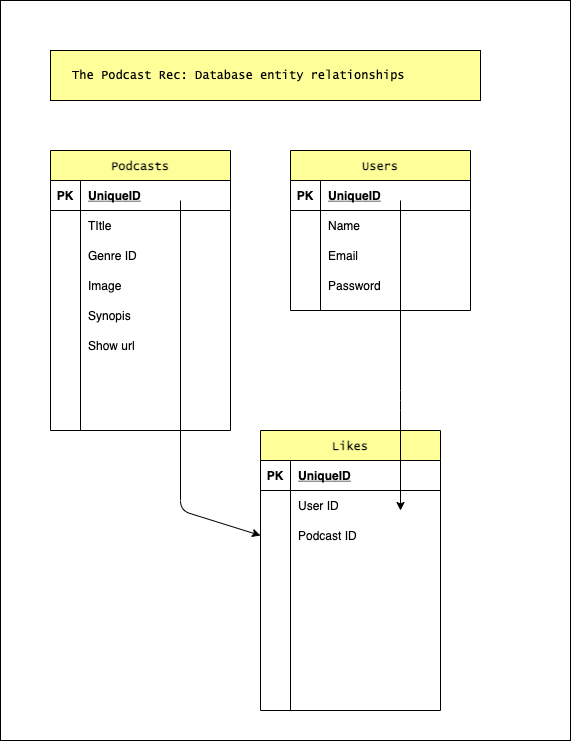 The Podcast Rec: Database entity relationships
Podcasts
PK UniqueID
TItle
Genre ID
Image
Synopis
Show url
Users
PK UniqueID
Name
Email
Password
Likes
PK UniqueID
User ID
Podcast ID